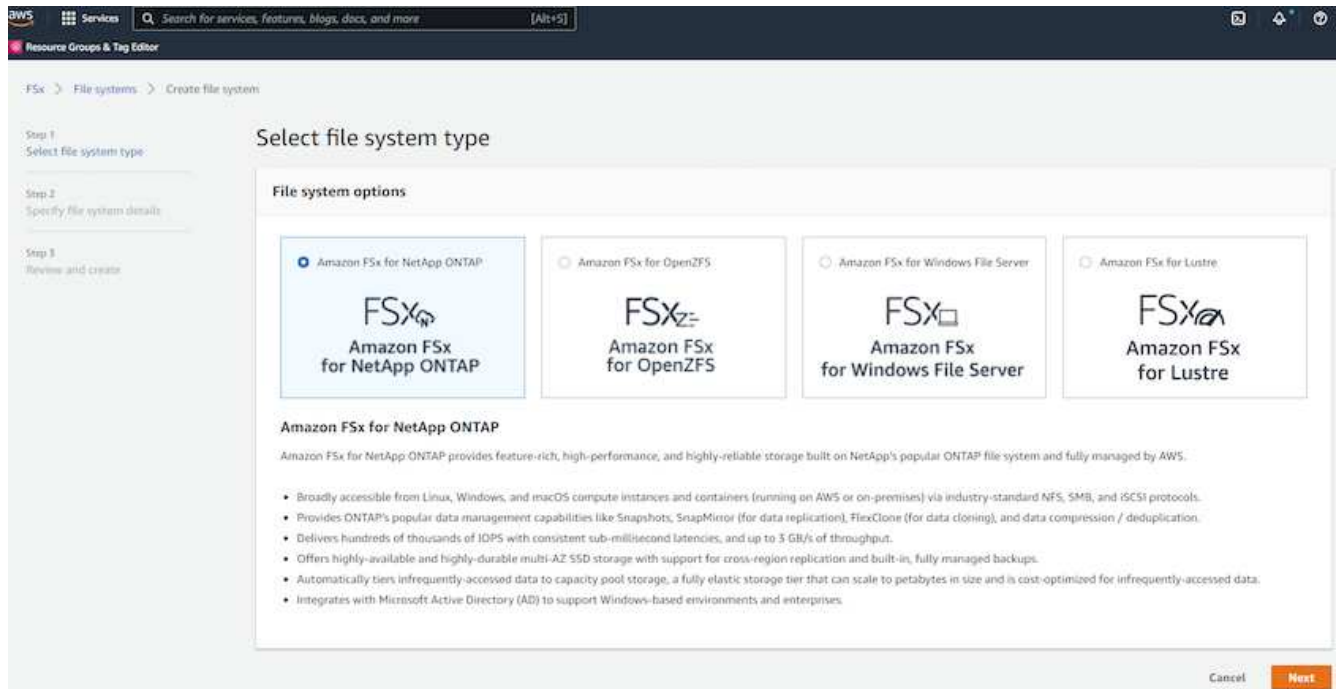 aws
Services
Search for services, features, blogs, docs, and more
[Alt+S]
Resource Groups & Tag Editor
FSx > File systems > Create file system
Step 1
Select file system type
Step 2
Specify file system details
Step 3
Review and create
Select file system type
File system options
Amazon FSx for NetApp ONTAP
FSx N
Amazon FSx
for NetApp ONTAP
Amazon FSx for OpenZFS
FSx Z
Amazon FSx
for OpenZFS
Amazon FSx for Windows File Server
FSx
Amazon FSx
for Windows File Server
Amazon FSx for Lustre
FSx
Amazon FSx
for Lustre
Amazon FSx for NetApp ONTAP
Amazon FSx for NetApp ONTAP provides feature-rich, high-performance, and highly-reliable storage built on NetApp's popular ONTAP file system and fully managed by AWS.
• Broadly accessible from Linux, Windows, and macOS compute instances and containers (running on AWS or on-premises) via industry-standard NFS, SMB, and iSCSI protocols.
• Provides ONTAP's popular data management capabilities like Snapshots, SnapMirror (for data replication), FlexClone (for data cloning), and data compression / deduplication.
• Delivers hundreds of thousands of IOPS with consistent sub-millisecond latencies, and up to 3 GB/s of throughput.
• Offers highly-available and highly-durable multi-AZ SSD storage with support for cross-region replication and built-in, fully managed backups.
• Automatically tiers infrequently-accessed data to capacity pool storage, a fully elastic storage tier that can scale to petabytes in size and is cost-optimized for infrequently-accessed data.
• Integrates with Microsoft Active Directory (AD) to support Windows-based environments and enterprises.
Cancel
Next